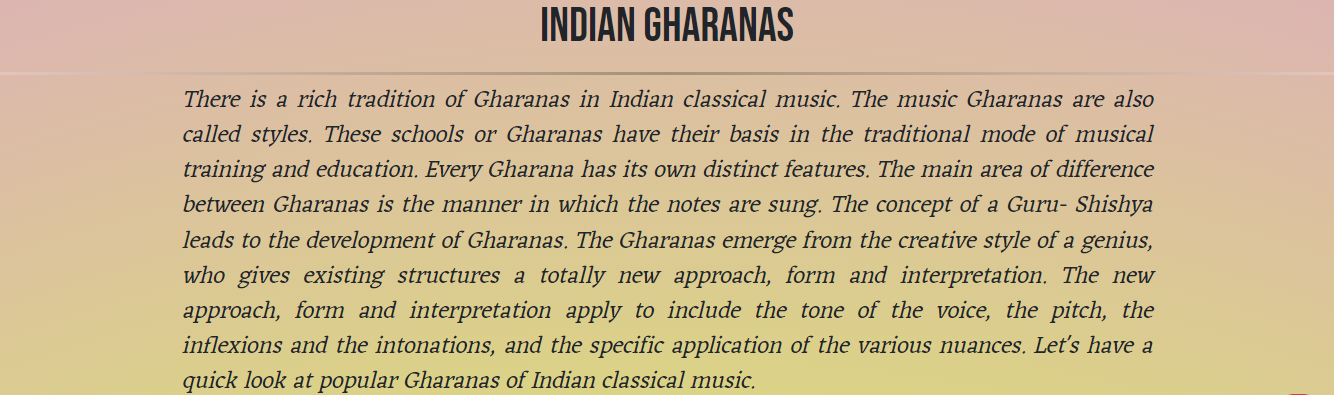 INDIAN GHARANAS
There is a rich tradition of Gharanas in Indian classical music. The music Gharanas are also
called styles. These schools or Gharanas have their basis in the traditional mode of musical
training and education. Every Gharana has its own distinct features. The main area of difference
between Gharanas is the manner in which the notes are sung. The concept of a Guru- Shishya
leads to the development of Gharanas. The Gharanas emerge from the creative style of a genius,
who gives existing structures a totally new approach, form and interpretation. The new
approach, form and interpretation apply to include the tone of the voice, the pitch, the
inflexions and the intonations, and the specific application of the various nuances. Let's have a
quick look at popular Gharanas of Indian classical music.